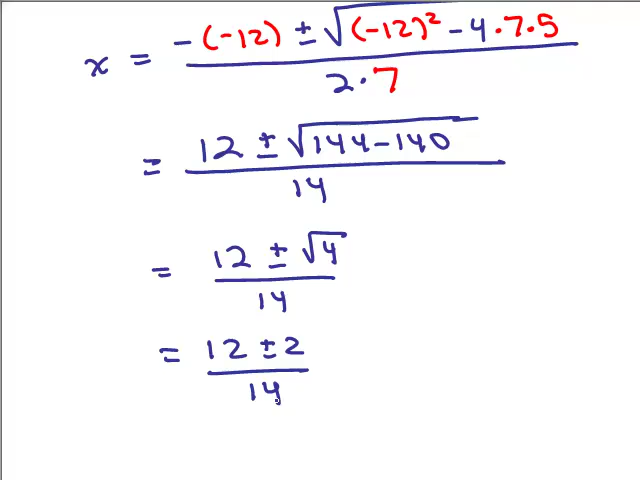 x = -(-12) ± √(-12)² - 4·7·5 / 2·7
= 12 ± √144-140 / 14
= 12 ± √4 / 14
= 12 ± 2 / 14